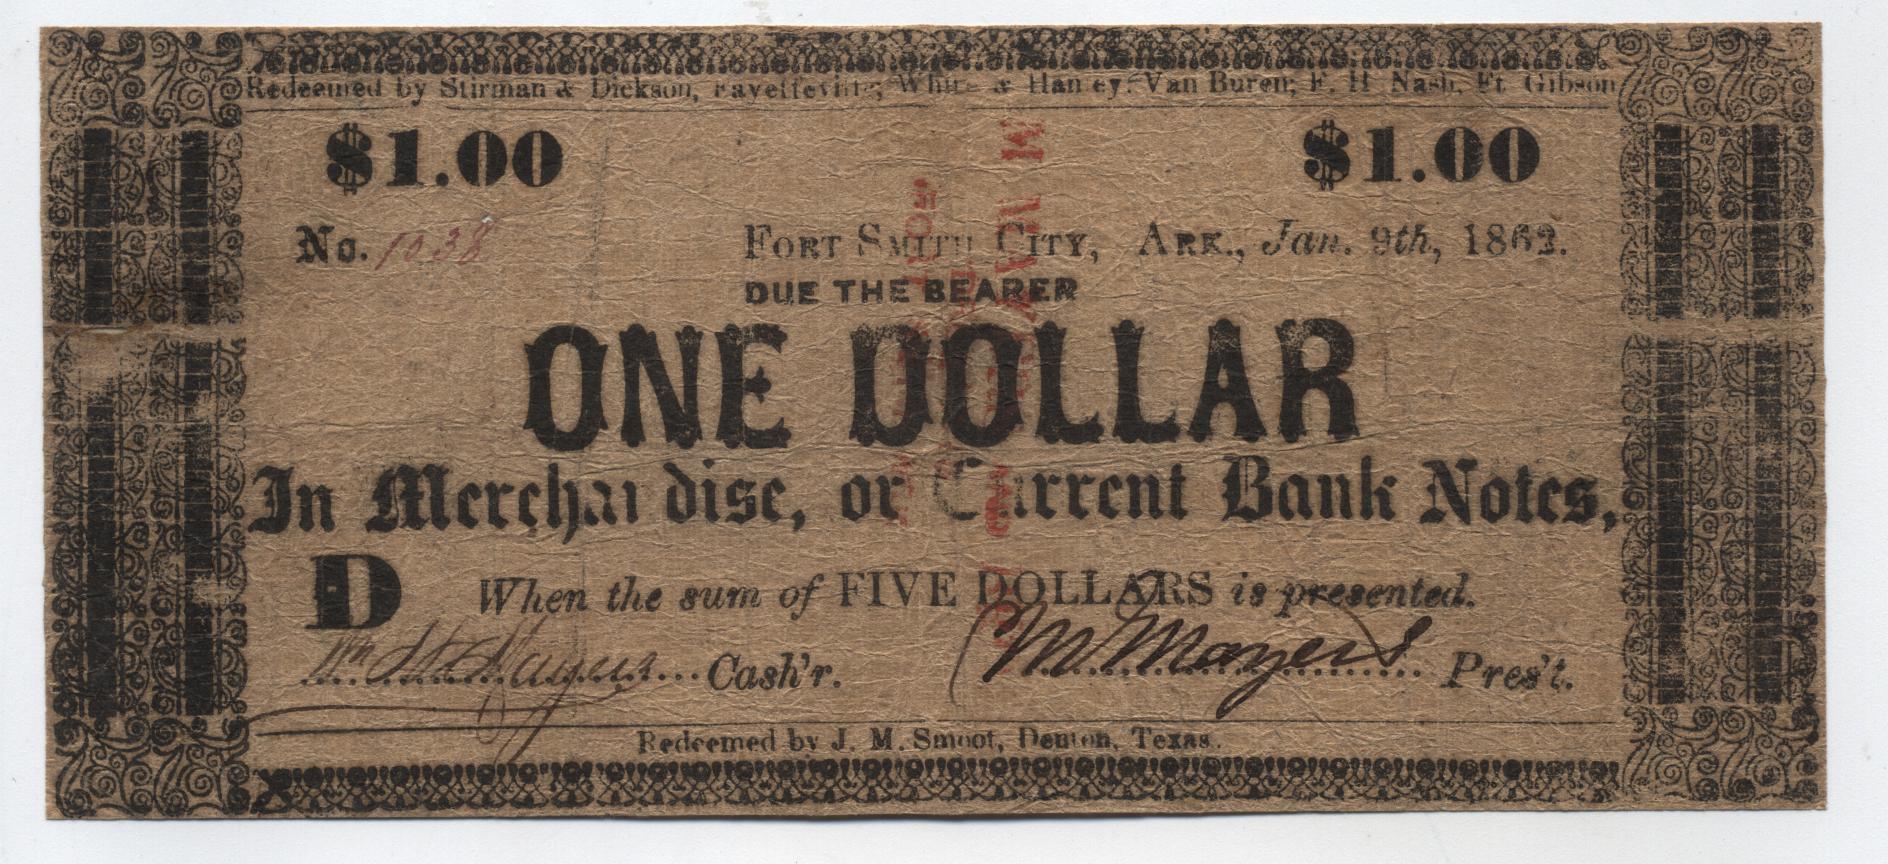 Redeemed by Stirman & Dickson, Fayetteville; White & Hanley, Van Buren; F. H. Nash, Ft. Gibson
$1.00 $1.00
No. 1038 FORT SMITH CITY, ARK., Jan. 9th, 1862.
DUE THE BEARER
ONE DOLLAR
In Merchandise, or Current Bank Notes,
D When the sum of FIVE DOLLARS is presented.
Cash'r. M Mayers Pres't.
Redeemed by J. M. Smoot, Denton, Texas.